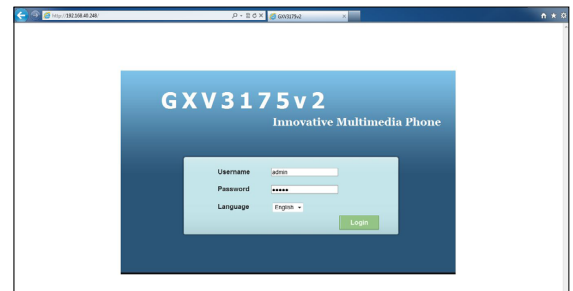 http://192.168.40.248/
GXV3175v2
GXV3175v2
Innovative Multimedia Phone
Username admin
Password •••••
Language English
Login